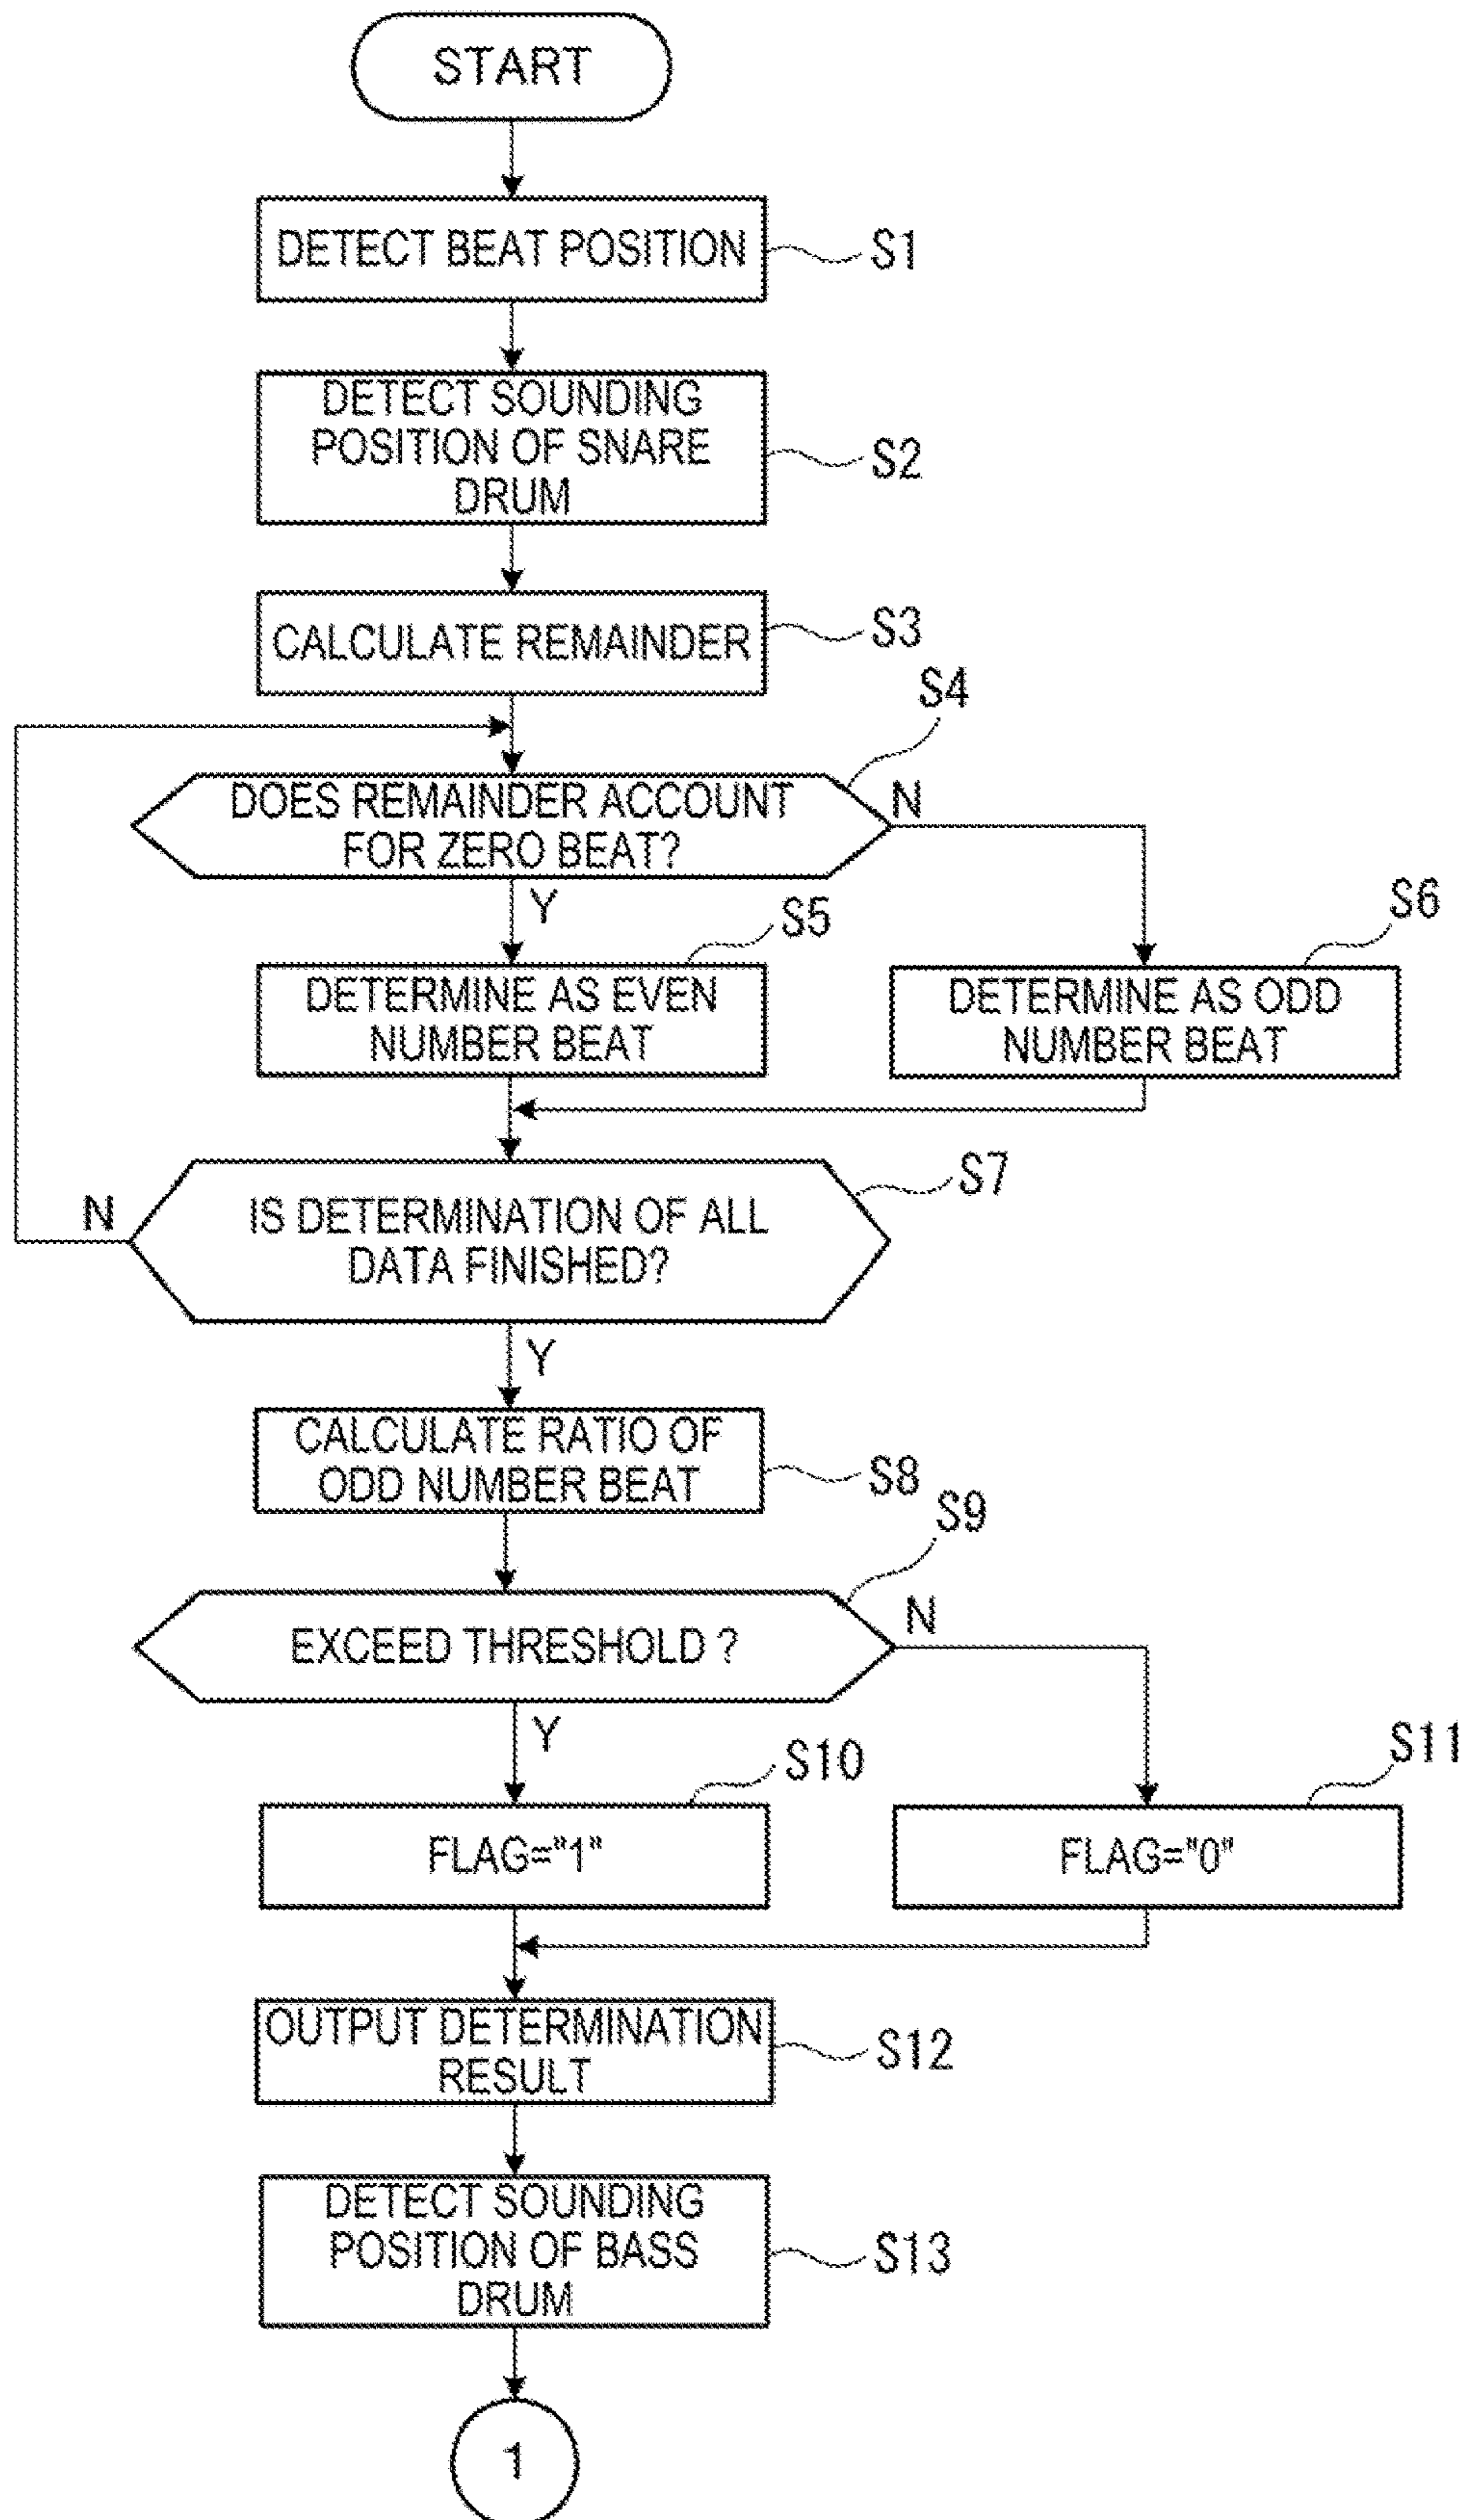 START
DETECT BEAT POSITION
S1
DETECT SOUNDING
POSITION OF SNARE
DRUM
S2
CALCULATE REMAINDER
S3
S4
DOES REMAINDER ACCOUNT
FOR ZERO BEAT?
N
Y
S5
S6
DETERMINE AS EVEN
NUMBER BEAT
DETERMINE AS ODD
NUMBER BEAT
S7
N
IS DETERMINATION OF ALL
DATA FINISHED?
Y
CALCULATE RATIO OF
ODD NUMBER BEAT
S8
S9
EXCEED THRESHOLD ?
N
Y
S10
S11
FLAG="1"
FLAG="0"
OUTPUT DETERMINATION
RESULT
S12
DETECT SOUNDING
POSITION OF BASS
DRUM
S13
1